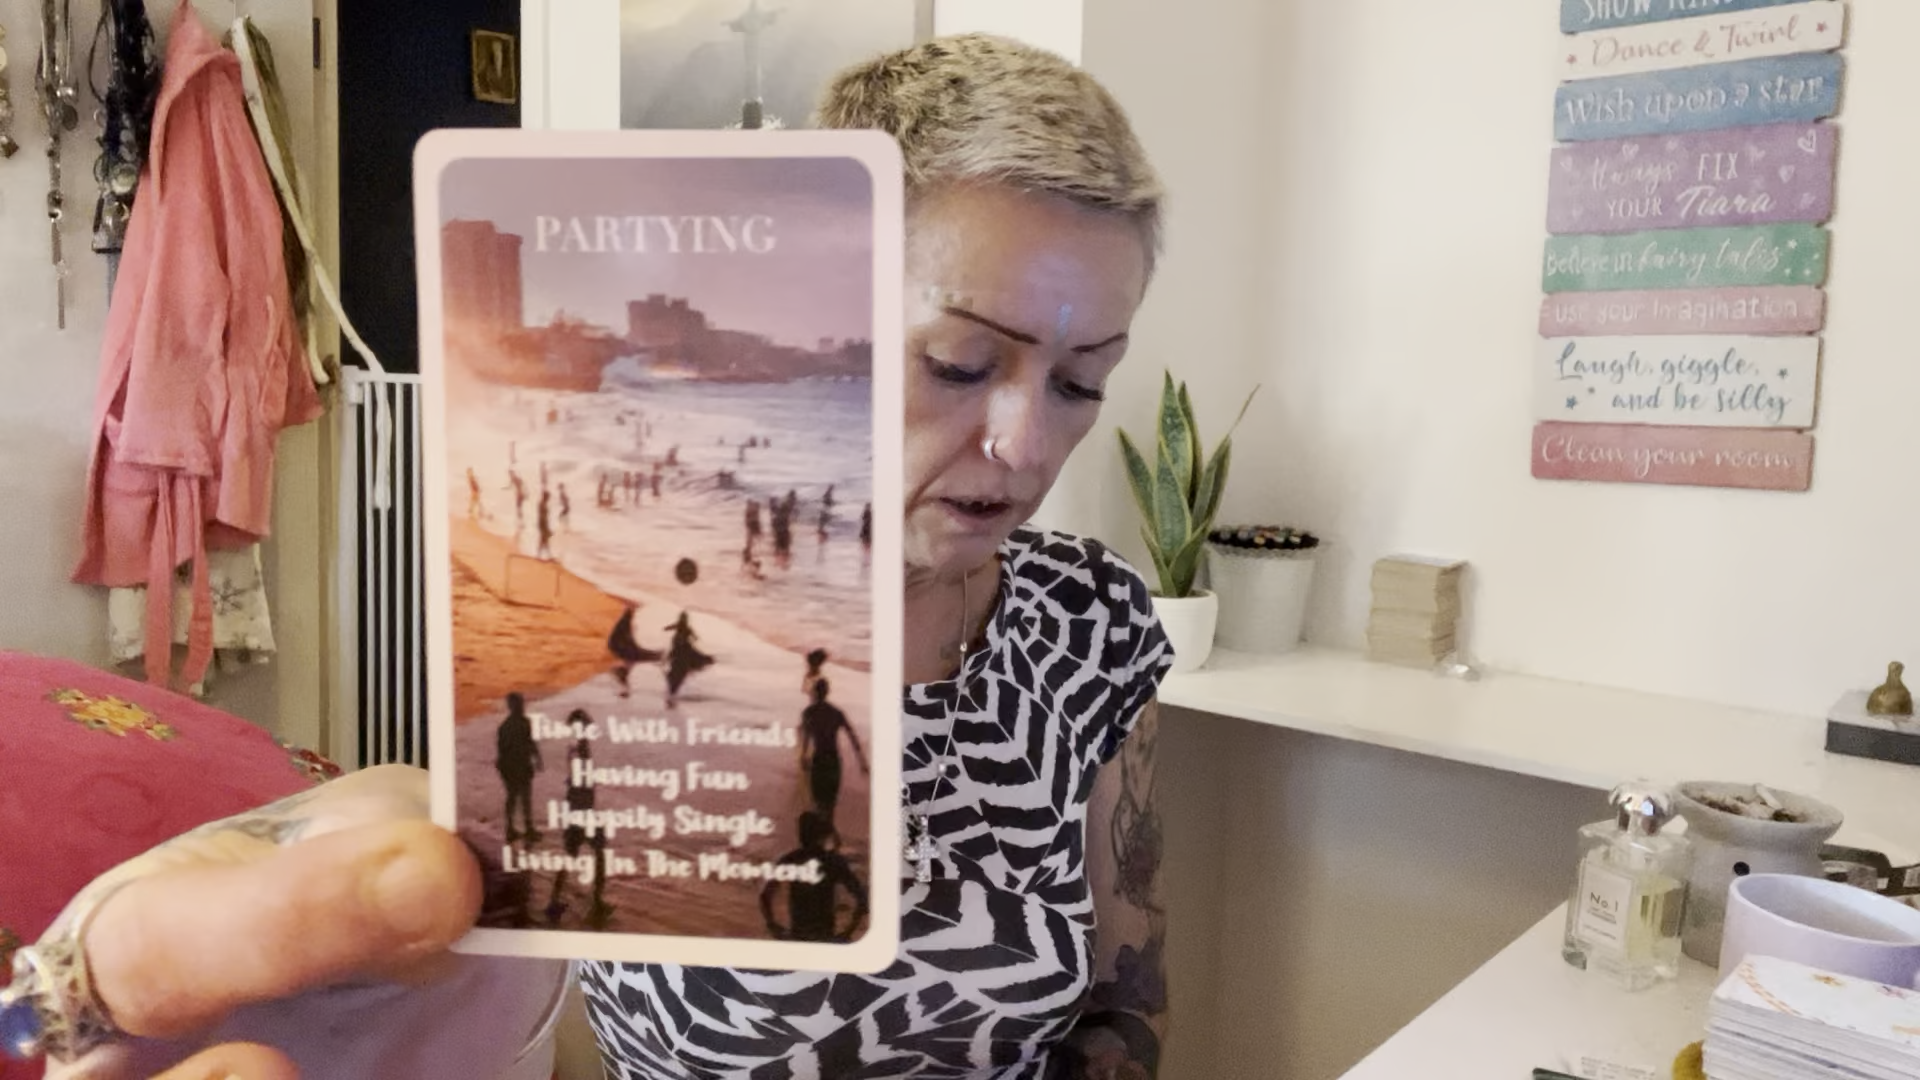 PARTYING
Time With Friends
Having Fun
Happily Single
Living In The Moment
SHOW
Dance & Twirl
Wish upon a star
Always FIX
YOUR Tiara
Believe in fairy tales
use your Imagination
Laugh, giggle,
and be silly
Clean your room
No.1